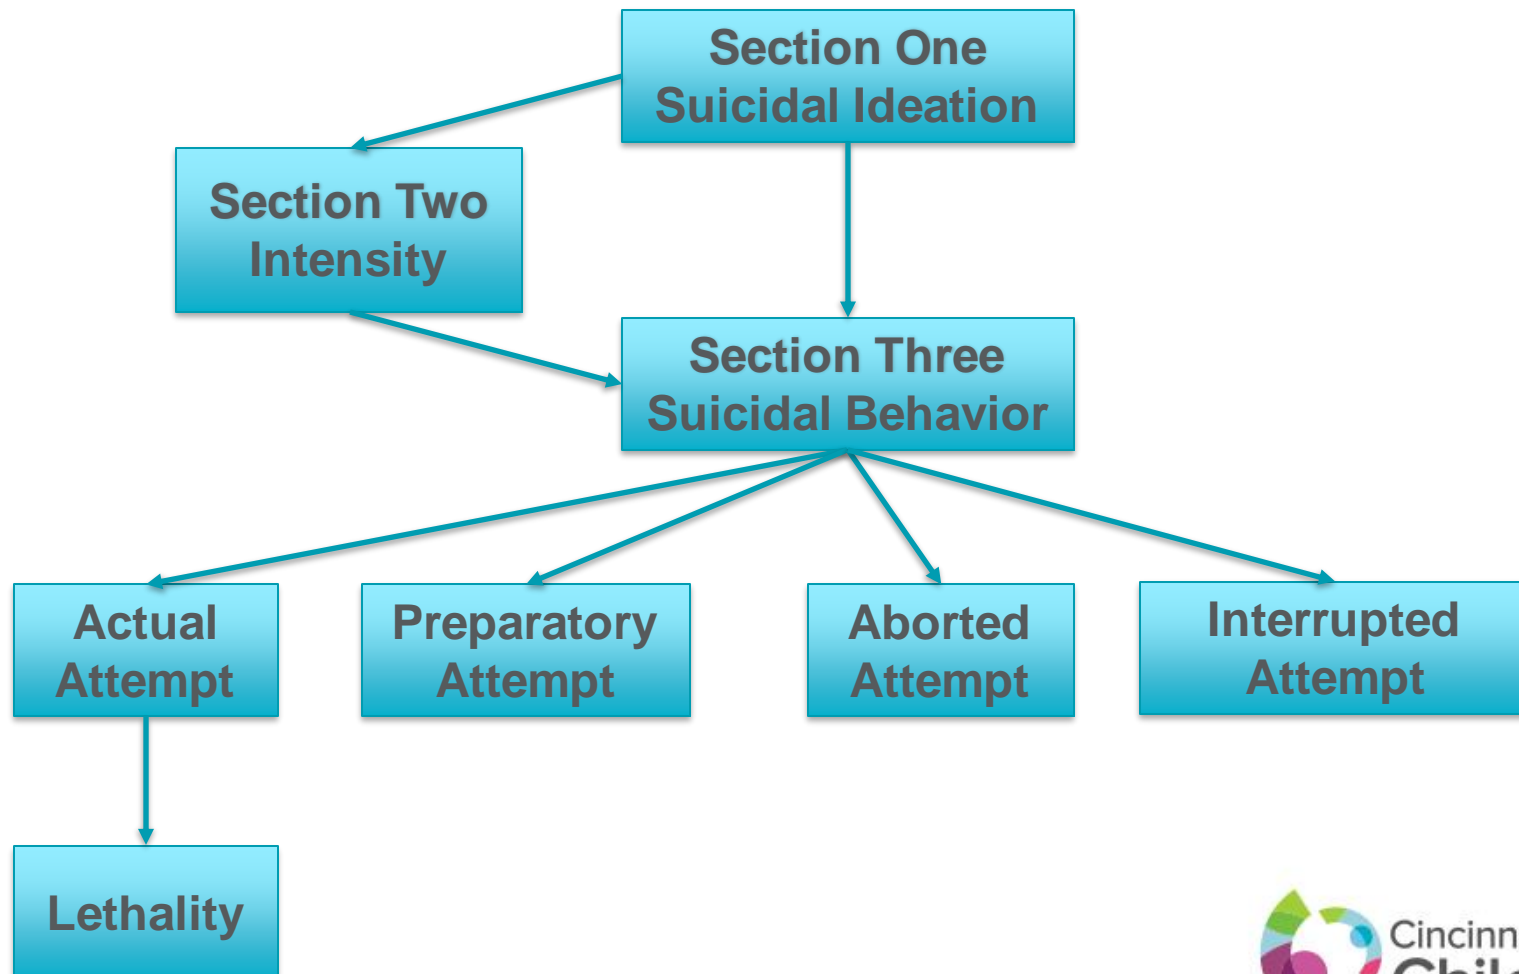 Section One
Suicidal Ideation
Section Two
Intensity
Section Three
Suicidal Behavior
Actual
Attempt
Preparatory
Attempt
Aborted
Attempt
Interrupted
Attempt
Lethality
Cincinn